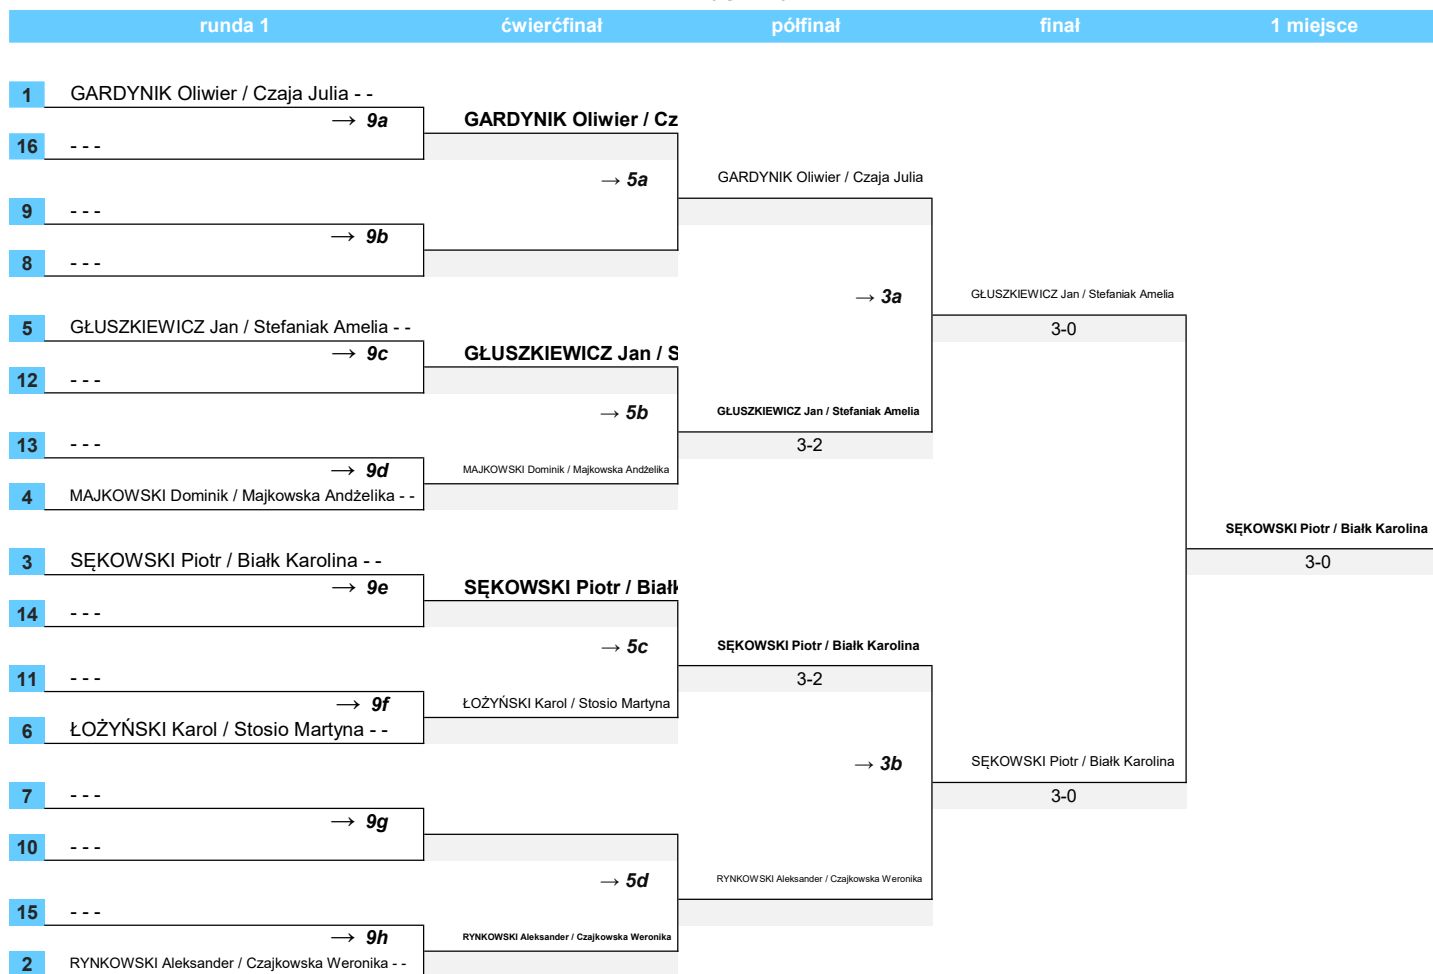 runda 1 ćwierćfinał półfinał finał 1 miejsce
1 GARDYNIK Oliwier / Czaja Julia - -
→ 9a GARDYNIK Oliwier / Cz
16 - - -
→ 5a GARDYNIK Oliwier / Czaja Julia
9 - - -
→ 9b
8 - - -
→ 3a GŁUSZKIEWICZ Jan / Stefaniak Amelia
5 GŁUSZKIEWICZ Jan / Stefaniak Amelia - - 3-0
→ 9c GŁUSZKIEWICZ Jan / S
12 - - -
→ 5b GŁUSZKIEWICZ Jan / Stefaniak Amelia
13 - - - 3-2
→ 9d MAJKOWSKI Dominik / Majkowska Andżelika
4 MAJKOWSKI Dominik / Majkowska Andżelika - -
SĘKOWSKI Piotr / Białk Karolina
3 SĘKOWSKI Piotr / Białk Karolina - - 3-0
→ 9e SĘKOWSKI Piotr / Białk
14 - - -
→ 5c SĘKOWSKI Piotr / Białk Karolina
11 - - - 3-2
→ 9f ŁOŻYŃSKI Karol / Stosio Martyna
6 ŁOŻYŃSKI Karol / Stosio Martyna - -
→ 3b SĘKOWSKI Piotr / Białk Karolina
7 - - - 3-0
→ 9g
10 - - -
→ 5d RYNKOWSKI Aleksander / Czajkowska Weronika
15 - - -
→ 9h RYNKOWSKI Aleksander / Czajkowska Weronika
2 RYNKOWSKI Aleksander / Czajkowska Weronika - -